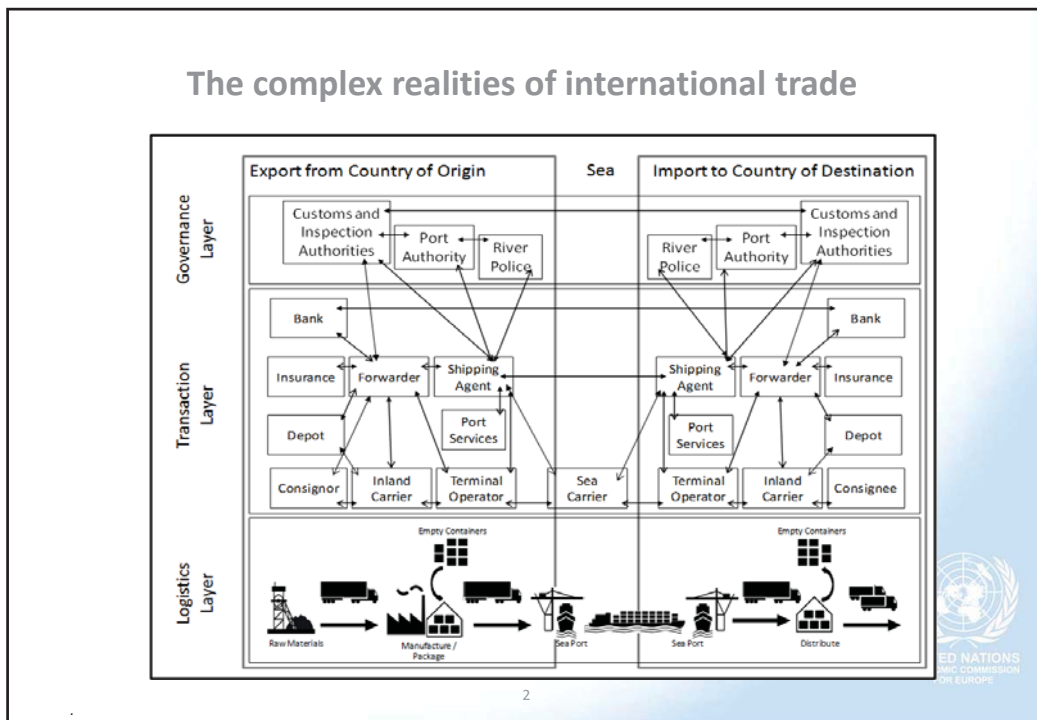 The complex realities of international trade
Export from Country of Origin
Sea
Import to Country of Destination
Governance
Layer
Customs and
Inspection
Authorities
Port
Authority
River
Police
River
Police
Port
Authority
Customs and
Inspection
Authorities
Transaction
Layer
Bank
Bank
Insurance
Forwarder
Shipping
Agent
Shipping
Agent
Forwarder
Insurance
Depot
Port
Services
Port
Services
Depot
Consignor
Inland
Carrier
Terminal
Operator
Sea
Carrier
Terminal
Operator
Inland
Carrier
Consignee
Logistics
Layer
Empty Containers
Empty Containers
Raw Materials
Manufacture /
Package
Sea Port
Sea Port
Distribute
NATIONS
COMMISSION
FOR EUROPE
2